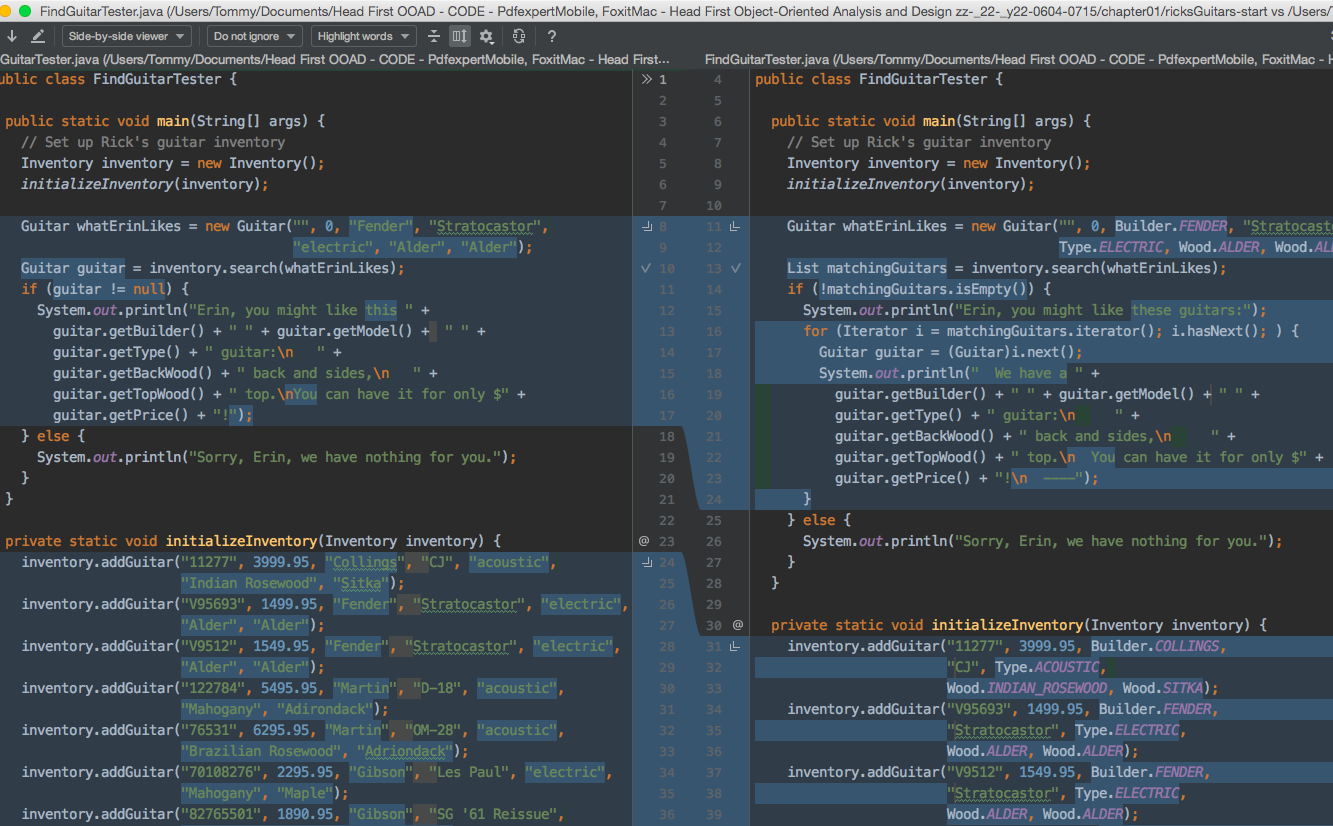 FindGuitarTester.java (/Users/Tommy/Documents/Head First OOAD - CODE - PdfexpertMobile, FoxitMac - Head First Object-Oriented Analysis and Design zz-_22-_y22-0604-0715/chapter01/ricksGuitars-start vs /Users/T
Side-by-side viewer Do not ignore Highlight words ?
GuitarTester.java (/Users/Tommy/Documents/Head First OOAD - CODE - PdfexpertMobile, FoxitMac - Head First...
FindGuitarTester.java (/Users/Tommy/Documents/Head First OOAD - CODE - PdfexpertMobile, FoxitMac - H
ublic class FindGuitarTester { 1
2
public static void main(String[] args) { 3
// Set up Rick's guitar inventory 4
Inventory inventory = new Inventory(); 5
initializeInventory(inventory); 6
7
Guitar whatErinLikes = new Guitar("", 0, "Fender", "Stratocastor", 8
"electric", "Alder", "Alder"); 9
Guitar guitar = inventory.search(whatErinLikes); 10
if (guitar != null) { 11
System.out.println("Erin, you might like this " + 12
guitar.getBuilder() + " " + guitar.getModel() + " " + 13
guitar.getType() + " guitar:\n   " + 14
guitar.getBackWood() + " back and sides,\n   " + 15
guitar.getTopWood() + " top.\nYou can have it for only $" + 16
guitar.getPrice() + "!"); 17
} else { 18
System.out.println("Sorry, Erin, we have nothing for you."); 19
} 20
} 21
22
private static void initializeInventory(Inventory inventory) { @ 23
inventory.addGuitar("11277", 3999.95, "Collings", "CJ", "acoustic", 24
"Indian Rosewood", "Sitka"); 25
inventory.addGuitar("V95693", 1499.95, "Fender", "Stratocastor", "electric", 26
"Alder", "Alder"); 27
inventory.addGuitar("V9512", 1549.95, "Fender", "Stratocastor", "electric", 28
"Alder", "Alder"); 29
inventory.addGuitar("122784", 5495.95, "Martin", "D-18", "acoustic", 30
"Mahogany", "Adirondack"); 31
inventory.addGuitar("76531", 6295.95, "Martin", "OM-28", "acoustic", 32
"Brazilian Rosewood", "Adriondack"); 33
inventory.addGuitar("70108276", 2295.95, "Gibson", "Les Paul", "electric", 34
"Mahogany", "Maple"); 35
inventory.addGuitar("82765501", 1890.95, "Gibson", "SG '61 Reissue", 36
4 public class FindGuitarTester {
5
6 public static void main(String[] args) {
7 // Set up Rick's guitar inventory
8 Inventory inventory = new Inventory();
9 initializeInventory(inventory);
10
11 Guitar whatErinLikes = new Guitar("", 0, Builder.FENDER, "Stratocast
12 Type.ELECTRIC, Wood.ALDER, Wood.AL
13 List matchingGuitars = inventory.search(whatErinLikes);
14 if (!matchingGuitars.isEmpty()) {
15 System.out.println("Erin, you might like these guitars:");
16 for (Iterator i = matchingGuitars.iterator(); i.hasNext(); ) {
17 Guitar guitar = (Guitar)i.next();
18 System.out.println("  We have a " +
19 guitar.getBuilder() + " " + guitar.getModel() + " " +
20 guitar.getType() + " guitar:\n     " +
21 guitar.getBackWood() + " back and sides,\n     " +
22 guitar.getTopWood() + " top.\n  You can have it for only $" +
23 guitar.getPrice() + "!\n  ----");
24 }
25 } else {
26 System.out.println("Sorry, Erin, we have nothing for you.");
27 }
28 }
29
30 @ private static void initializeInventory(Inventory inventory) {
31 inventory.addGuitar("11277", 3999.95, Builder.COLLINGS,
32 "CJ", Type.ACOUSTIC,
33 Wood.INDIAN_ROSEWOOD, Wood.SITKA);
34 inventory.addGuitar("V95693", 1499.95, Builder.FENDER,
35 "Stratocastor", Type.ELECTRIC,
36 Wood.ALDER, Wood.ALDER);
37 inventory.addGuitar("V9512", 1549.95, Builder.FENDER,
38 "Stratocastor", Type.ELECTRIC,
39 Wood.ALDER, Wood.ALDER);